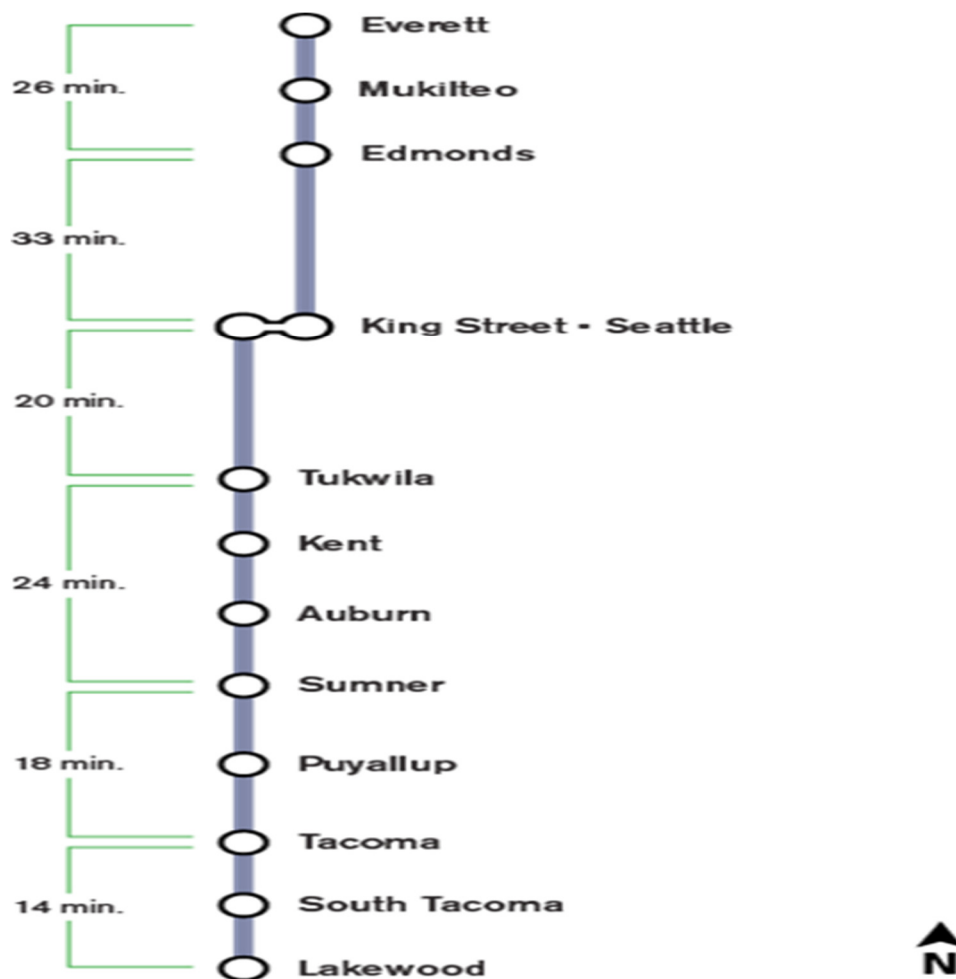 Everett
26 min.
Mukilteo
Edmonds
33 min.
King Street • Seattle
20 min.
Tukwila
Kent
24 min.
Auburn
Sumner
18 min.
Puyallup
Tacoma
14 min.
South Tacoma
Lakewood
N